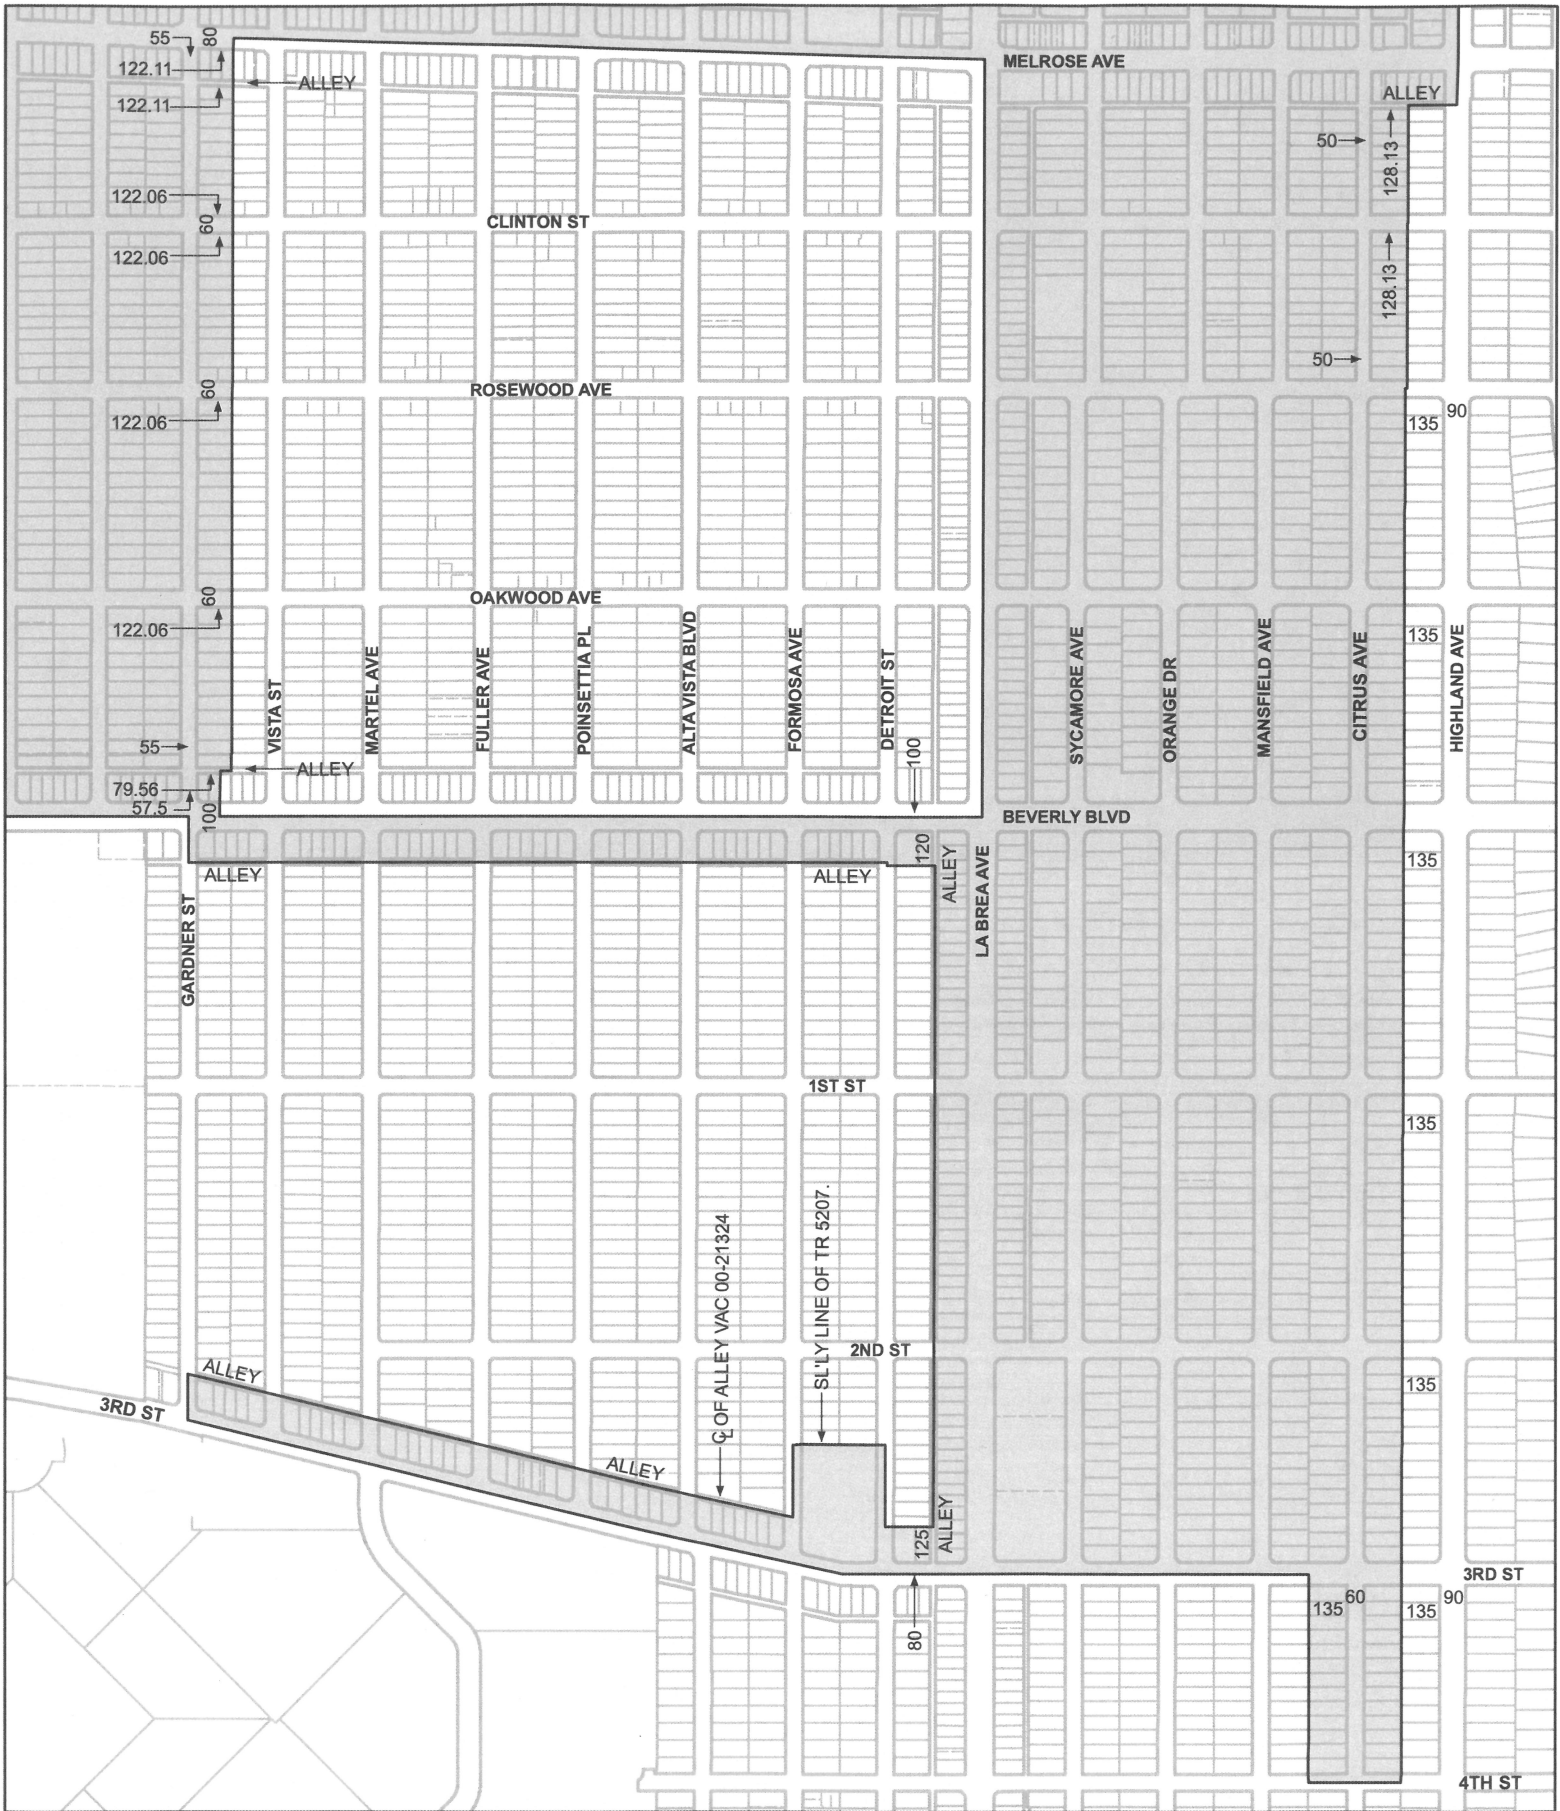 55
80
MELROSE AVE
122.11
ALLEY
ALLEY
122.11
50
128.13
122.06
60
CLINTON ST
122.06
128.13
50
60
ROSEWOOD AVE
122.06
135
90
60
OAKWOOD AVE
122.06
135
VISTA ST
MARTEL AVE
FULLER AVE
POINSETTIA PL
ALTA VISTA BLVD
FORMOSA AVE
DETROIT ST
SYCAMORE AVE
ORANGE DR
MANSFIELD AVE
CITRUS AVE
HIGHLAND AVE
55
100
ALLEY
79.56
57.5
100
BEVERLY BLVD
120
ALLEY
LA BREA AVE
135
ALLEY
ALLEY
GARDNER ST
1ST ST
135
℄ OF ALLEY VAC 00-21324
SL'LY LINE OF TR 5207.
2ND ST
ALLEY
135
3RD ST
ALLEY
125
ALLEY
3RD ST
80
135
60
135
90
4TH ST